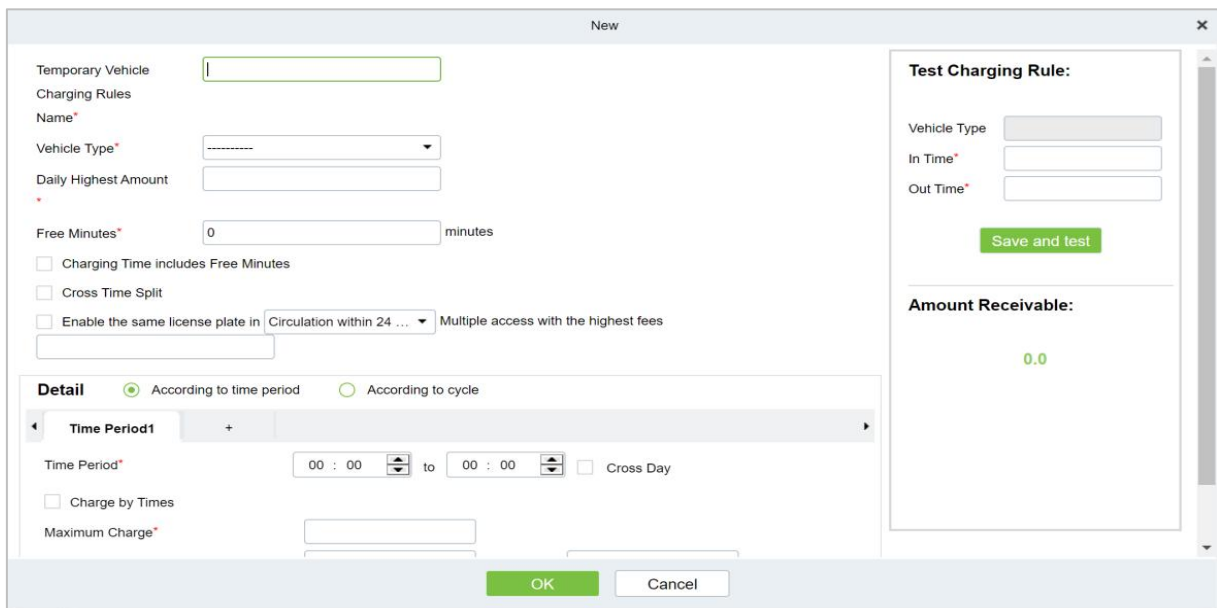 New
Temporary Vehicle
Charging Rules
Name*
Vehicle Type* ----------
Daily Highest Amount
*
Free Minutes* 0 minutes
Charging Time includes Free Minutes
Cross Time Split
Enable the same license plate in Circulation within 24 ... Multiple access with the highest fees
Detail According to time period According to cycle
Time Period1 +
Time Period* 00 : 00 to 00 : 00 Cross Day
Charge by Times
Maximum Charge*
Test Charging Rule:
Vehicle Type
In Time*
Out Time*
Save and test
Amount Receivable:
0.0
OK Cancel